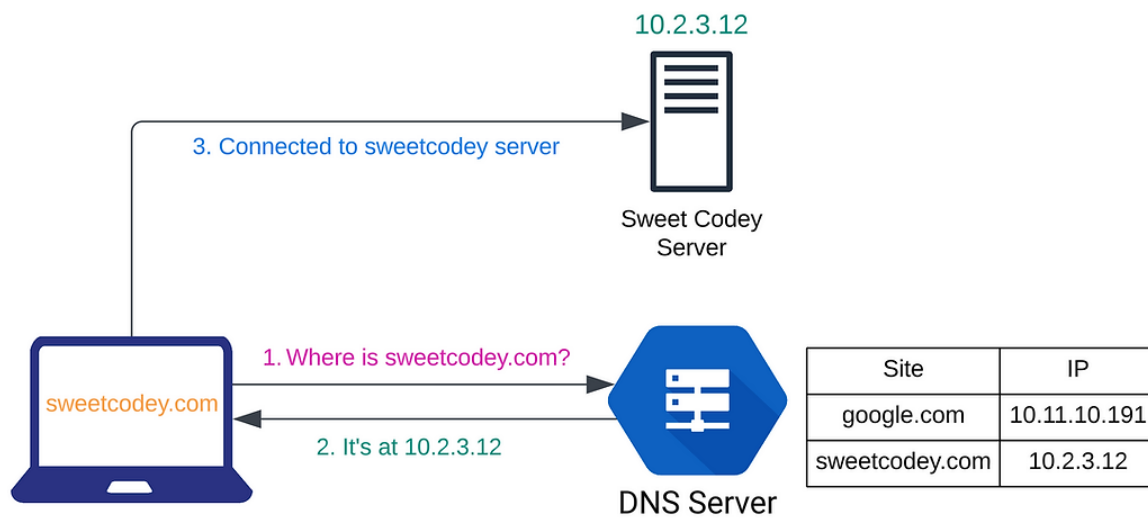 10.2.3.12
3. Connected to sweetcodey server
Sweet Codey
Server
sweetcodey.com
1. Where is sweetcodey.com?
2. It's at 10.2.3.12
DNS Server
Site IP
google.com 10.11.10.191
sweetcodey.com 10.2.3.12